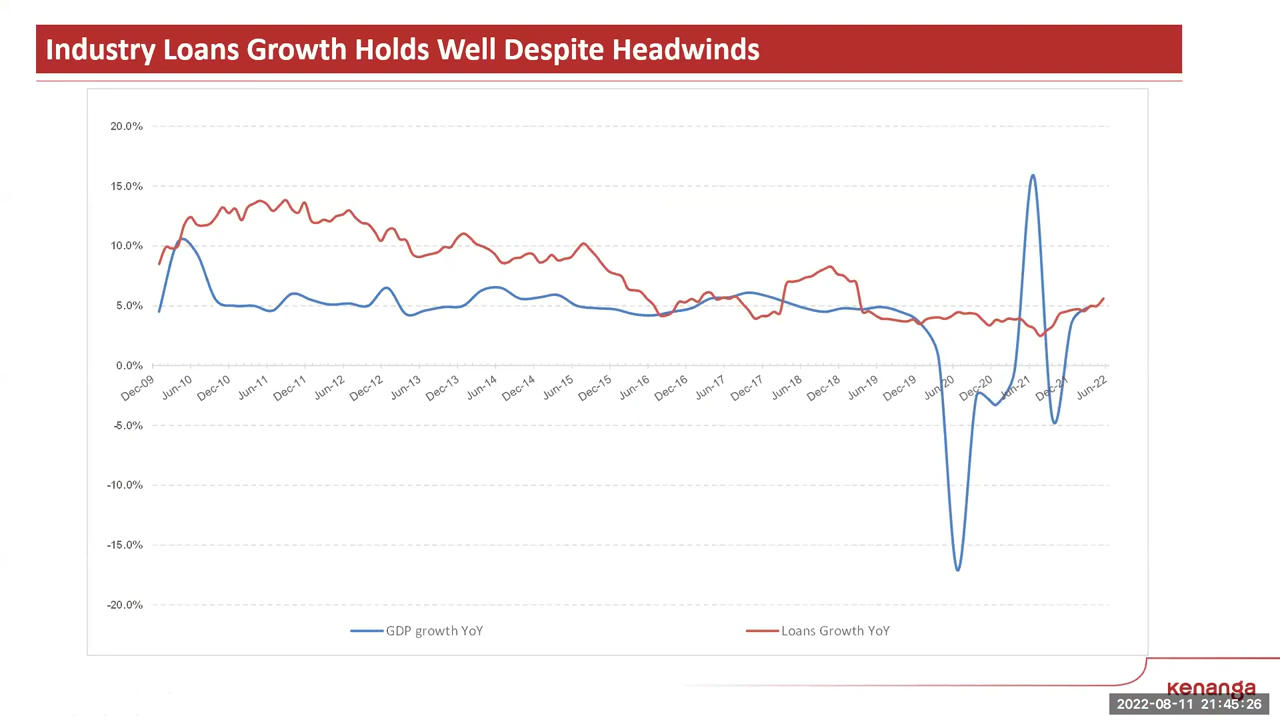 Industry Loans Growth Holds Well Despite Headwinds
20.0%
15.0%
10.0%
5.0%
0.0%
-5.0%
-10.0%
-15.0%
-20.0%
Dec-09 Jun-10 Dec-10 Jun-11 Dec-11 Jun-12 Dec-12 Jun-13 Dec-13 Jun-14 Dec-14 Jun-15 Dec-15 Jun-16 Dec-16 Jun-17 Dec-17 Jun-18 Dec-18 Jun-19 Dec-19 Jun-20 Dec-20 Jun-21 Dec-21 Jun-22
GDP growth YoY Loans Growth YoY
kenanga
2022-08-11 21:45:26